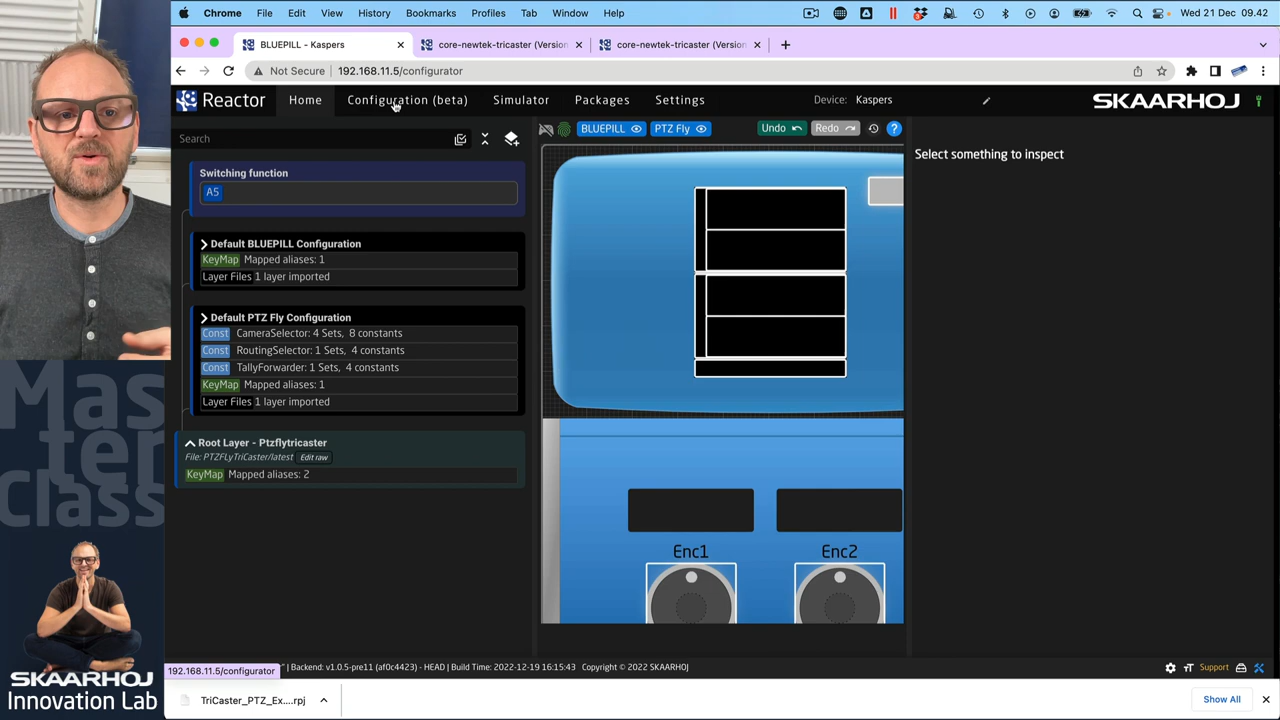 Chrome File Edit View History Bookmarks Profiles Tab Window Help Wed 21 Dec 09.42
BLUEPILL - Kaspers
core-newtek-tricaster (Version
core-newtek-tricaster (Version
Not Secure 192.168.11.5/configurator
Reactor Home Configuration (beta) Simulator Packages Settings Device: Kaspers SKAARHOJ
Search
BLUEPILL PTZ Fly Undo Redo ?
Select something to inspect
Switching function
A5
Default BLUEPILL Configuration
KeyMap Mapped aliases: 1
Layer Files 1 layer imported
Default PTZ Fly Configuration
Const CameraSelector: 4 Sets, 8 constants
Const RoutingSelector: 1 Sets, 4 constants
Const TallyForwarder: 1 Sets, 4 constants
KeyMap Mapped aliases: 1
Layer Files 1 layer imported
Root Layer - Ptzflytricaster
File: PTZFLyTriCaster/latest Edit raw
KeyMap Mapped aliases: 2
Enc1 Enc2
Mas
ter
Class
SKAARHOJ
Innovation Lab
192.168.11.5/configurator
" | Backend: v1.0.5-pre11 (af0c4423) - HEAD | Build Time: 2022-12-19 16:15:43 Copyright © 2022 SKAARHOJ
Support
TriCaster_PTZ_Ex....rpj
Show All